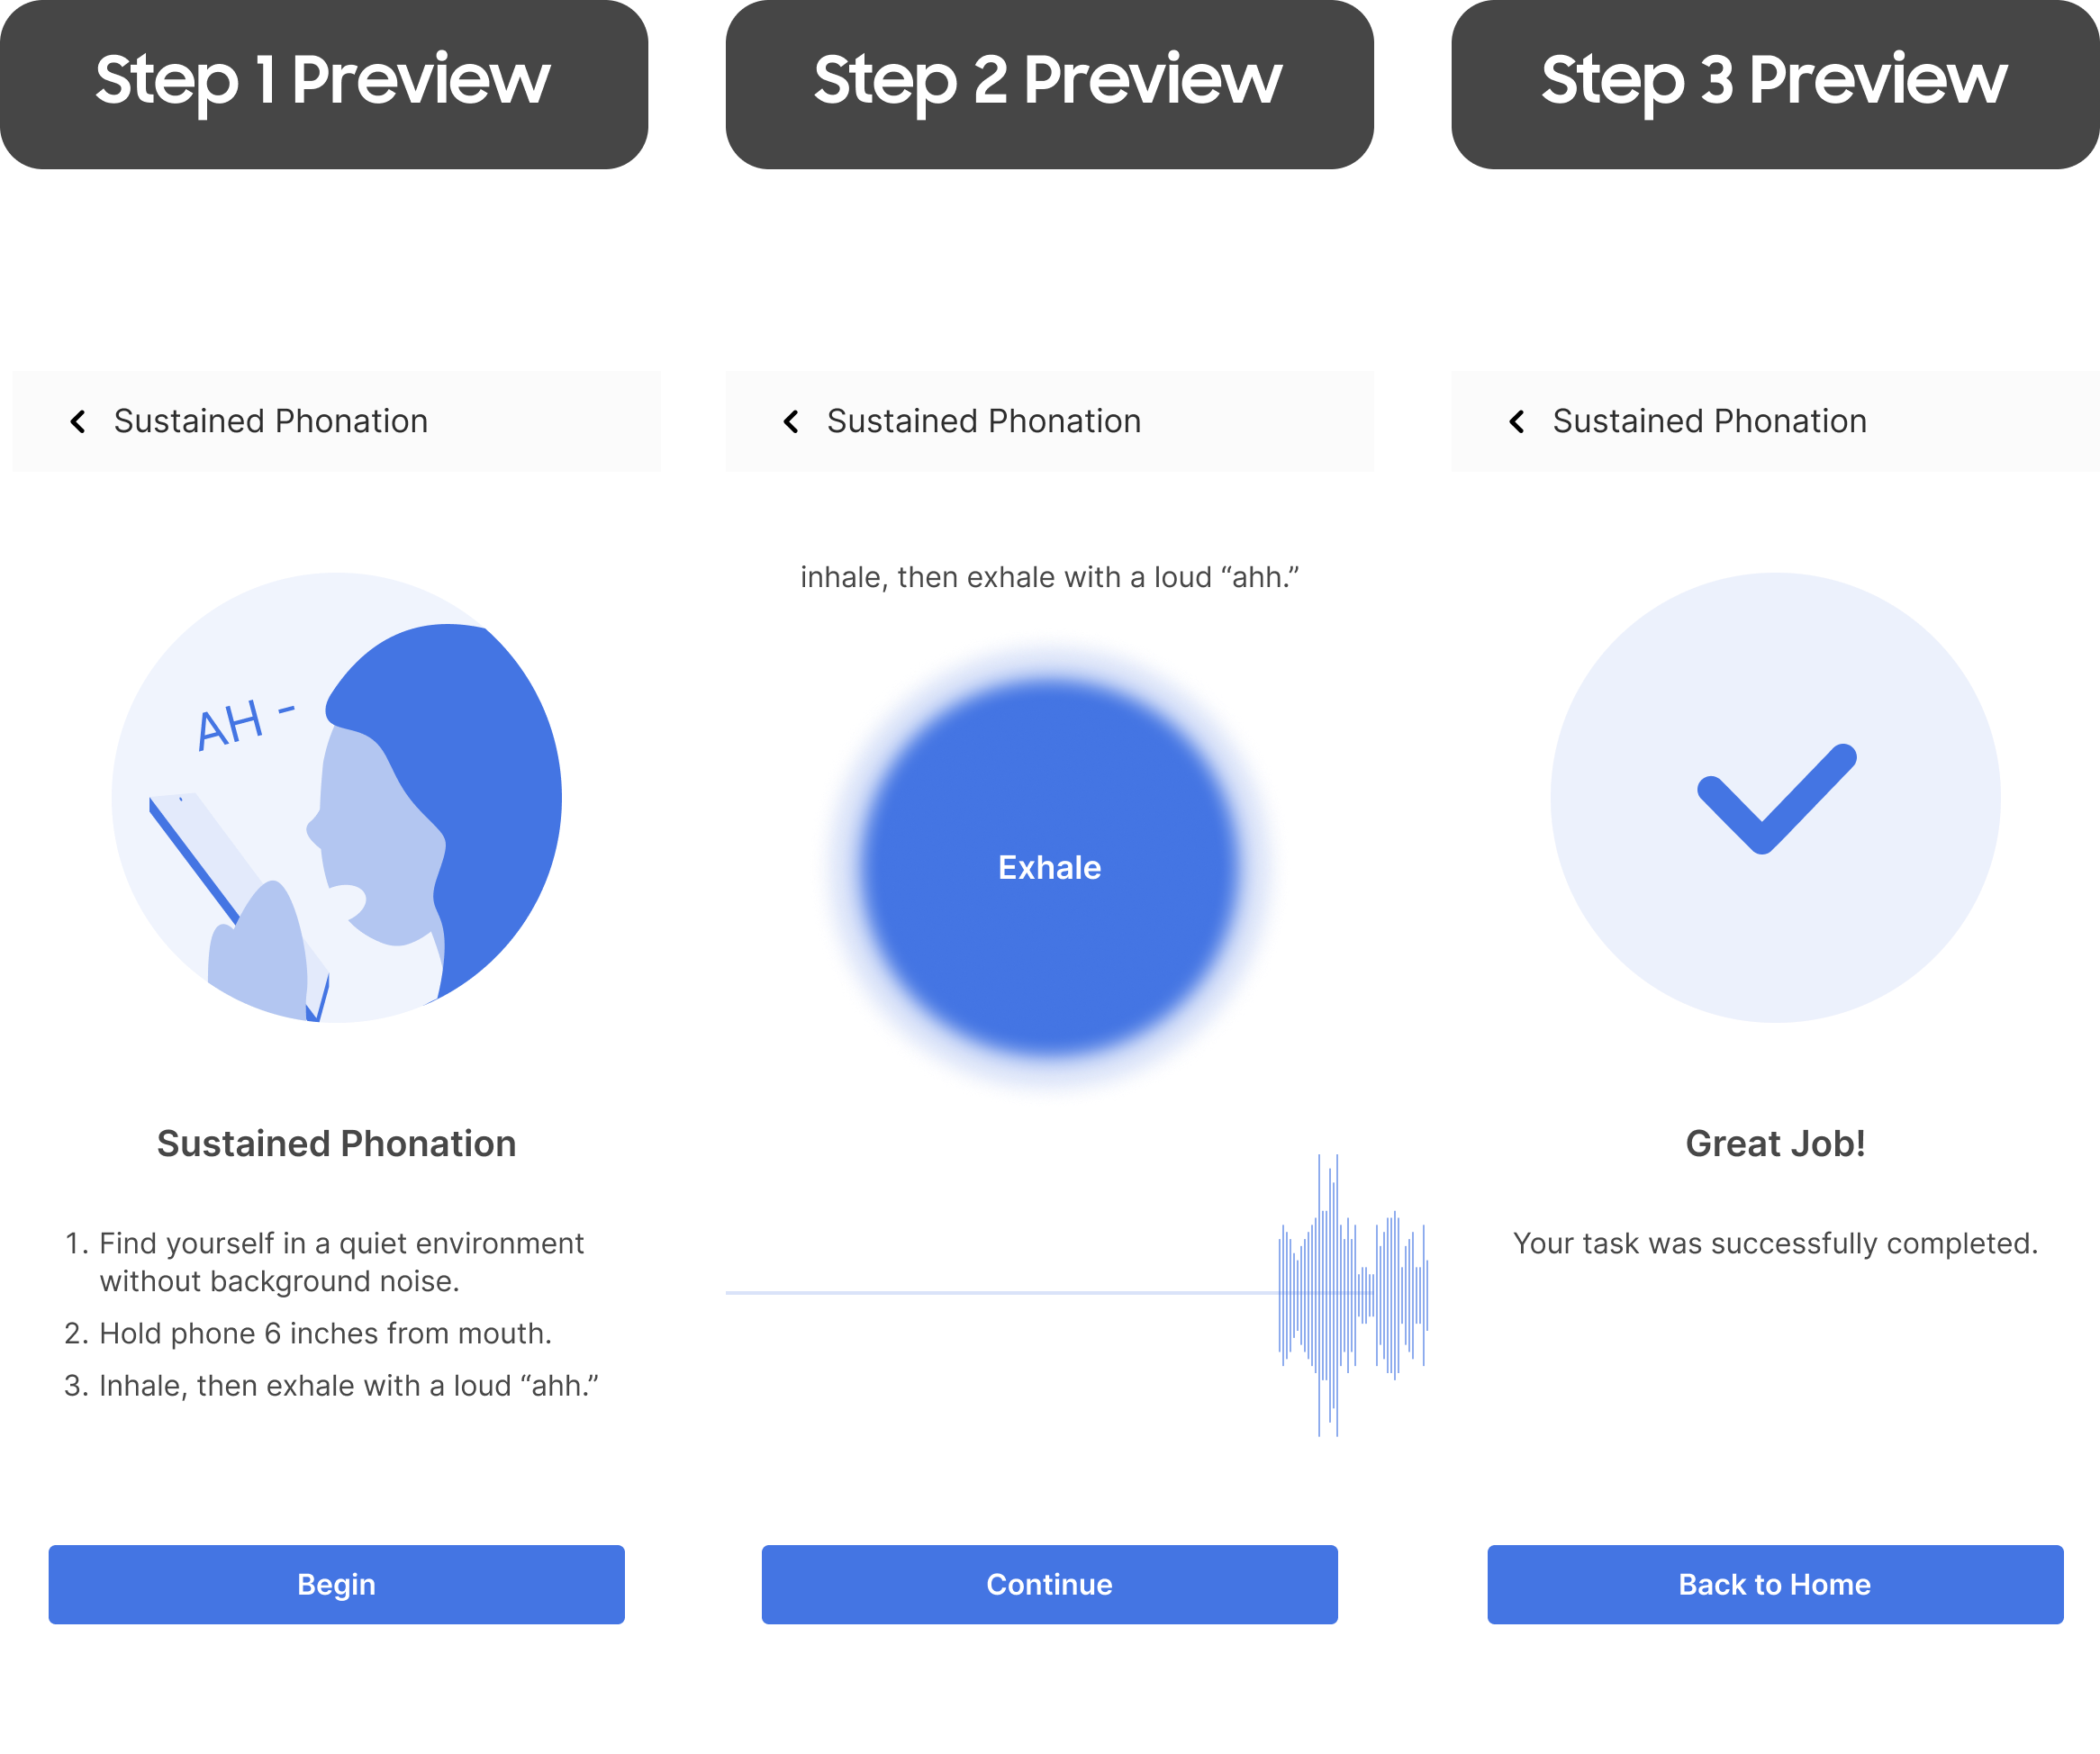 Step 1 Preview
Sustained Phonation
AH -
Sustained Phonation
1. Find yourself in a quiet environment
without background noise.
2. Hold phone 6 inches from mouth.
3. Inhale, then exhale with a loud “ahh.”
Begin
Step 2 Preview
Sustained Phonation
inhale, then exhale with a loud “ahh.”
Exhale
Continue
Step 3 Preview
Sustained Phonation
Great Job!
Your task was successfully completed.
Back to Home